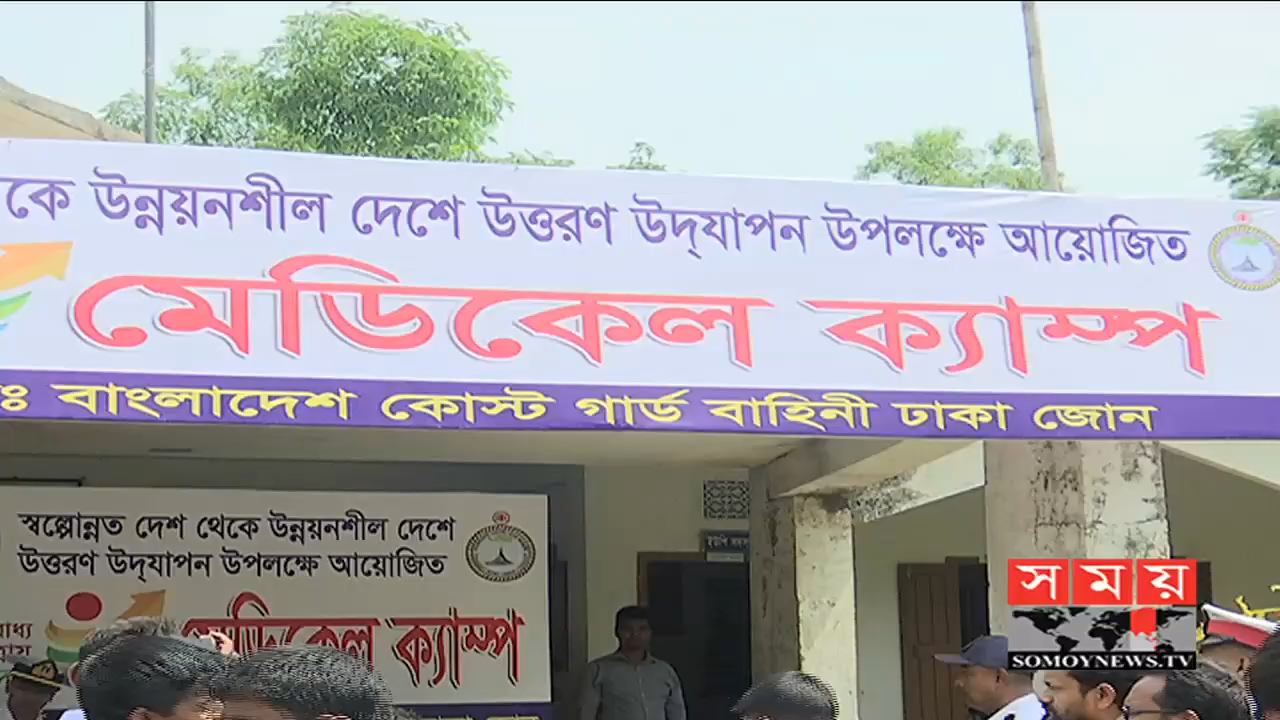 কে উন্নয়নশীল দেশে উত্তরণ উদ্‌যাপন উপলক্ষে আয়োজিত
মেডিকেল ক্যাম্প
ঃ বাংলাদেশ কোস্ট গার্ড বাহিনী ঢাকা জোন
স্বল্পোন্নত দেশ থেকে উন্নয়নশীল দেশে
উত্তরণ উদ্‌যাপন উপলক্ষে আয়োজিত
মেডিকেল ক্যাম্প
সময়
SOMOYNEWS.TV